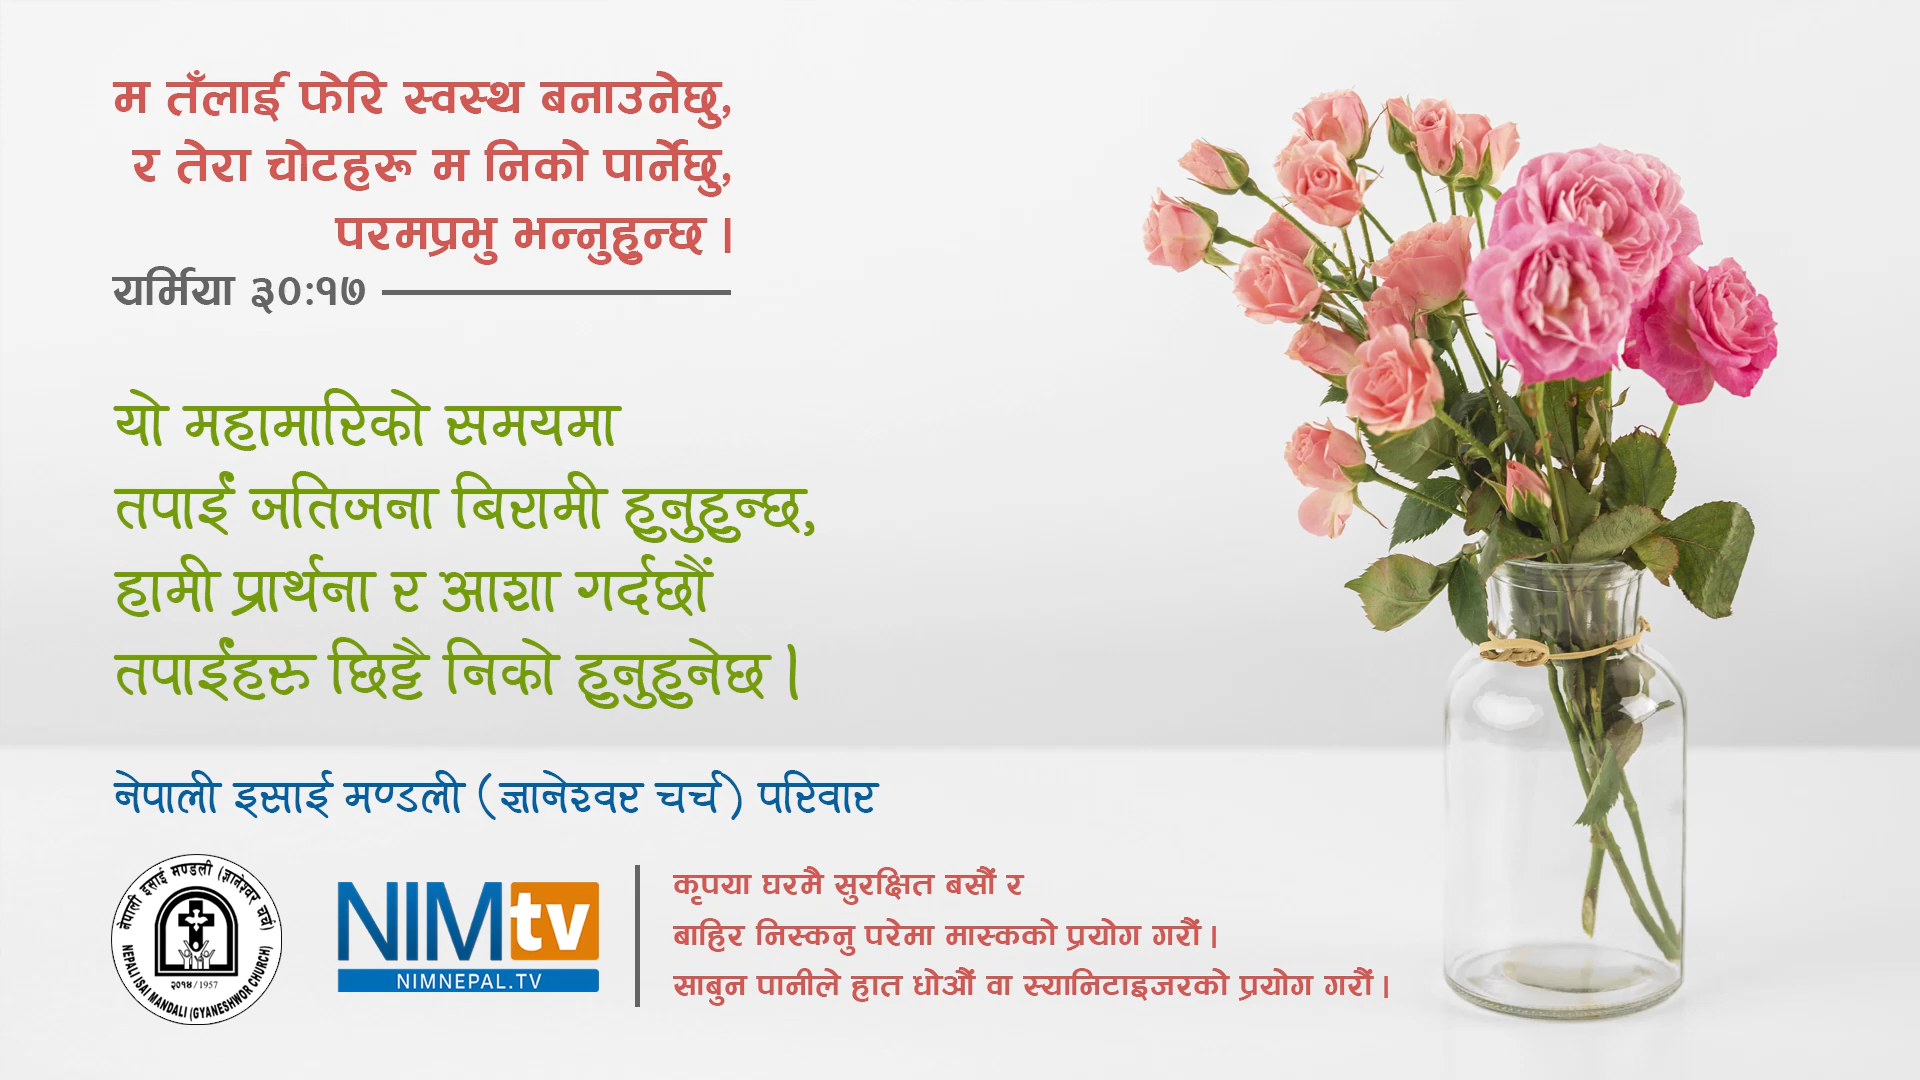 म तँलाई फेरि स्वस्थ बनाउनेछु,
र तेरा चोटहरू म निको पार्नेछु,
परमप्रभु भन्नुहुन्छ ।
यर्मिया ३०:१७
यो महामारिको समयमा
तपाईं जतिजना बिरामी हुनुहुन्छ,
हामी प्रार्थना र आशा गर्दछौं
तपाईंहरु छिट्टै निको हुनुहुनेछ ।
नेपाली इसाई मण्डली (ज्ञानेश्वर चर्च) परिवार
नेपाली इसाई मण्डली (ज्ञानेश्वर चर्च)
२०१४/1957
NEPALI ISAI MANDALI (GYANESHWOR CHURCH)
NIMtv
NIMNEPAL.TV
कृपया घरमै सुरक्षित बसौं र
बाहिर निस्कनु परेमा मास्कको प्रयोग गरौं ।
साबुन पानीले हात धोऔं वा स्यानिटाइजरको प्रयोग गरौं ।